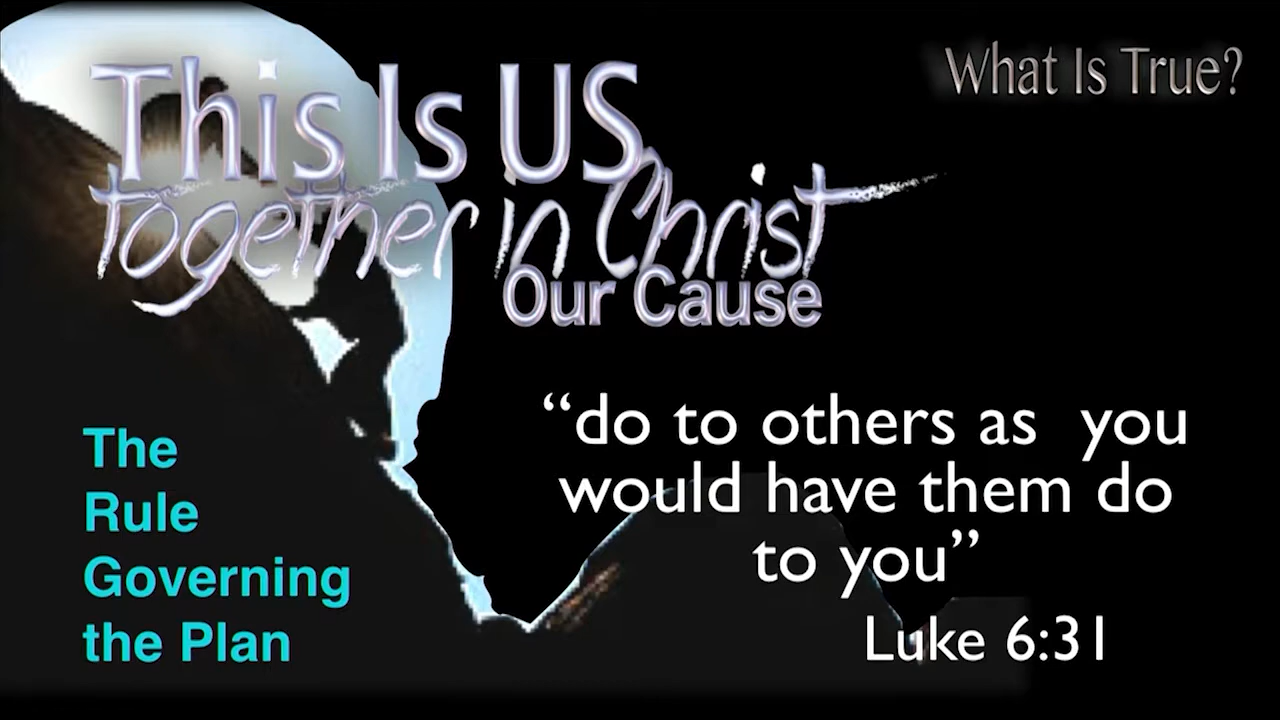 What Is True?
This Is US
together in Christ
Our Cause
The
Rule
Governing
the Plan
“do to others as  you
would have them do
to you”
Luke 6:31